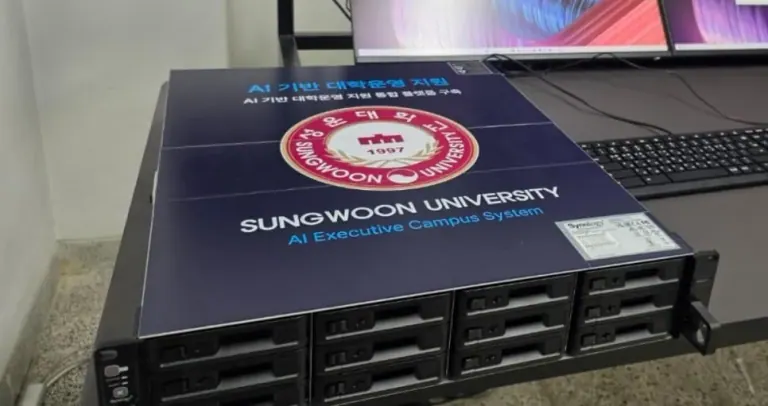 AI 기반 대학운영 지원
AI 기반 대학운영 지원 통합 플랫폼 구축
성운대학교
1997
SUNGWOON UNIVERSITY
SUNGWOON UNIVERSITY
AI Executive Campus System
Synology